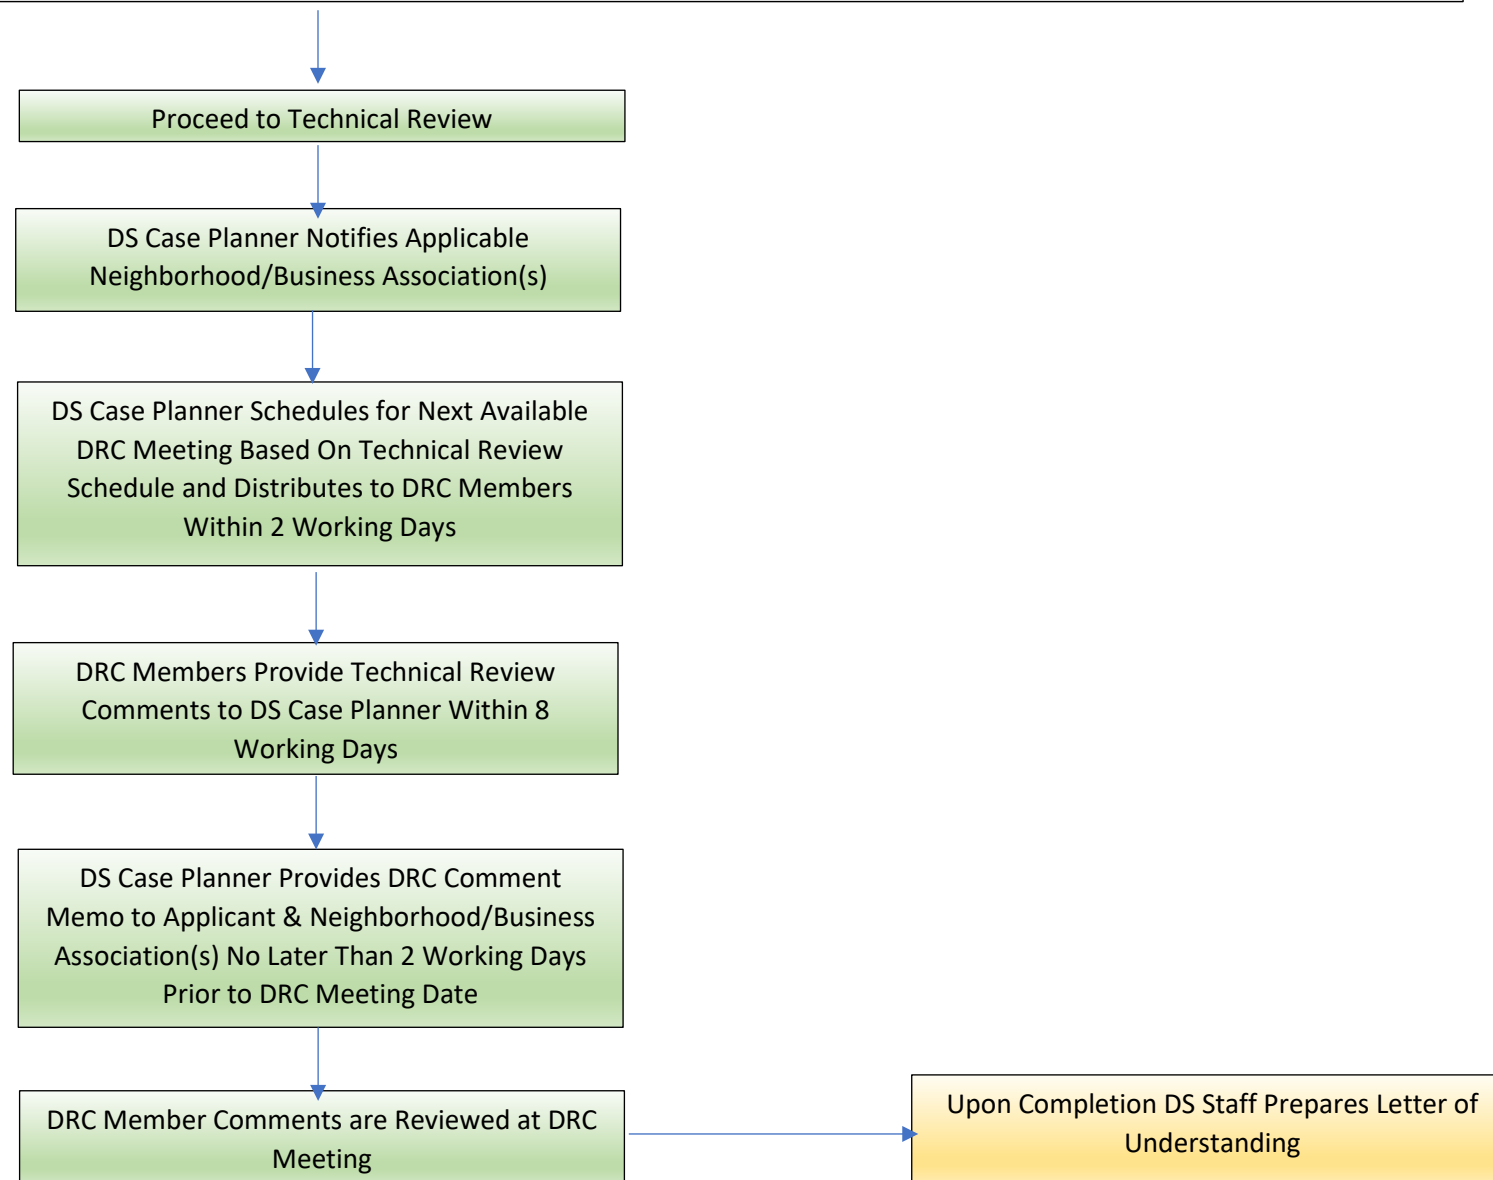 Proceed to Technical Review
DS Case Planner Notifies Applicable
Neighborhood/Business Association(s)
DS Case Planner Schedules for Next Available
DRC Meeting Based On Technical Review
Schedule and Distributes to DRC Members
Within 2 Working Days
DRC Members Provide Technical Review
Comments to DS Case Planner Within 8
Working Days
DS Case Planner Provides DRC Comment
Memo to Applicant & Neighborhood/Business
Association(s) No Later Than 2 Working Days
Prior to DRC Meeting Date
DRC Member Comments are Reviewed at DRC
Meeting
Upon Completion DS Staff Prepares Letter of
Understanding